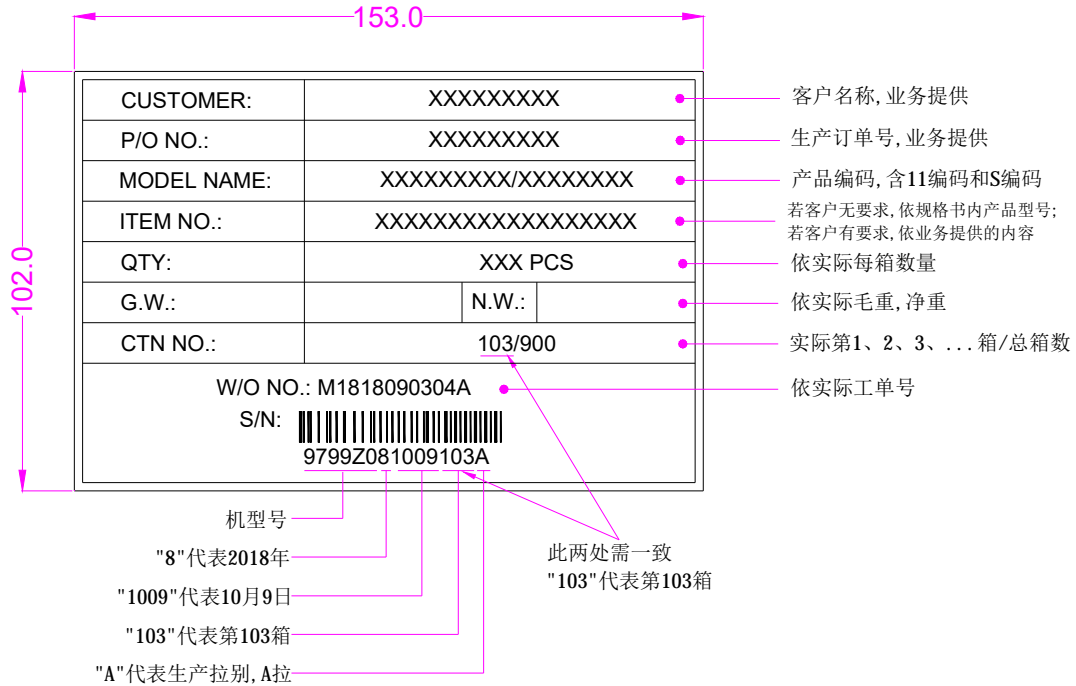 153.0
102.0
CUSTOMER: XXXXXXXXX 客户名称,业务提供
P/O NO.: XXXXXXXXX 生产订单号,业务提供
MODEL NAME: XXXXXXXXX/XXXXXXXX 产品编码,含11编码和S编码
ITEM NO.: XXXXXXXXXXXXXXXXXX 若客户无要求,依规格书内产品型号;
若客户有要求,依业务提供的内容
QTY: XXX PCS 依实际每箱数量
G.W.: N.W.: 依实际毛重,净重
CTN NO.: 103/900 实际第1、2、3、...箱/总箱数
W/O NO.: M1818090304A 依实际工单号
S/N:
9799Z081009103A
机型号
"8"代表2018年
"1009"代表10月9日
"103"代表第103箱
"A"代表生产拉别,A拉
此两处需一致
"103"代表第103箱